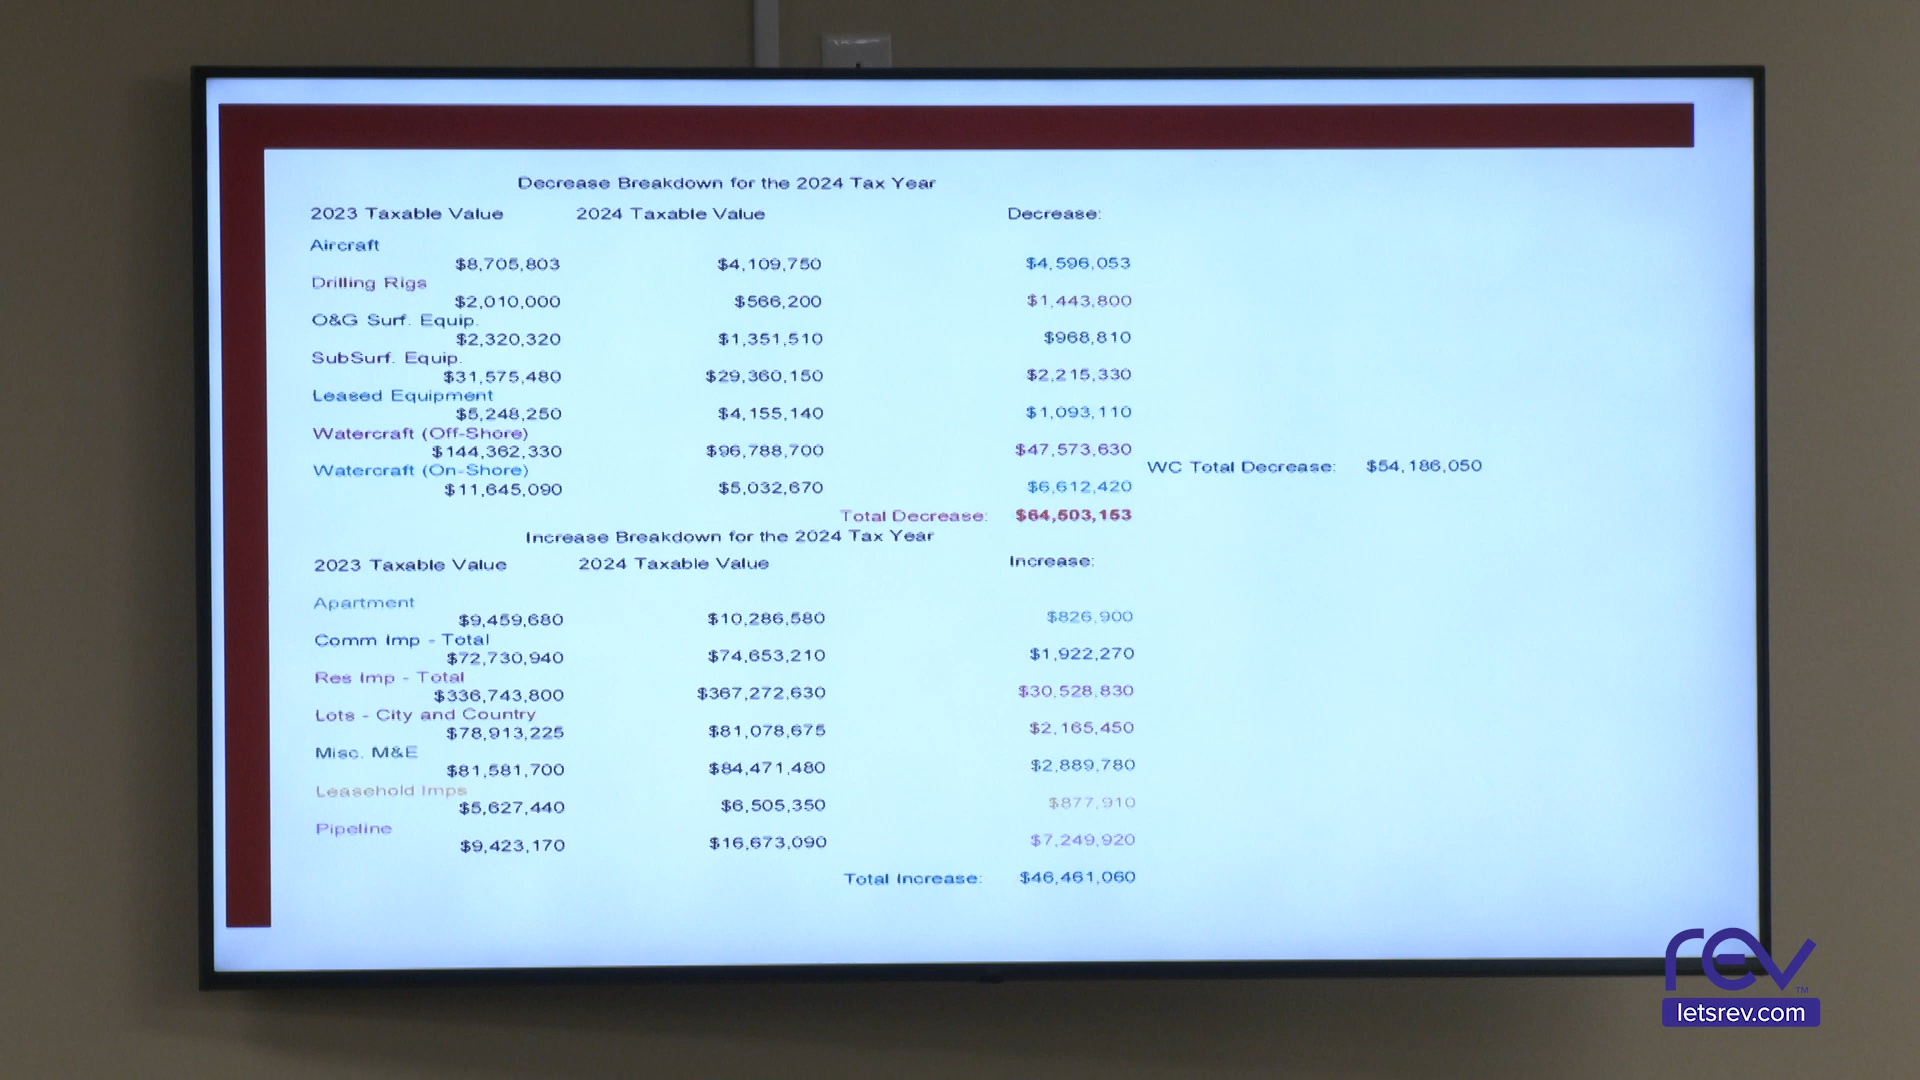 Decrease Breakdown for the 2024 Tax Year
2023 Taxable Value 2024 Taxable Value Decrease:
Aircraft
$8,705,803 $4,109,750 $4,596,053
Drilling Rigs
$2,010,000 $566,200 $1,443,800
O&G Surf. Equip.
$2,320,320 $1,351,510 $968,810
SubSurf. Equip.
$31,575,480 $29,360,150 $2,215,330
Leased Equipment
$5,248,250 $4,155,140 $1,093,110
Watercraft (Off-Shore)
$144,362,330 $96,788,700 $47,573,630
Watercraft (On-Shore) WC Total Decrease: $54,186,050
$11,645,090 $5,032,670 $6,612,420
Total Decrease: $64,503,153
Increase Breakdown for the 2024 Tax Year
2023 Taxable Value 2024 Taxable Value Increase:
Apartment
$9,459,680 $10,286,580 $826,900
Comm Imp - Total
$72,730,940 $74,653,210 $1,922,270
Res Imp - Total
$336,743,800 $367,272,630 $30,528,830
Lots - City and Country
$78,913,225 $81,078,675 $2,165,450
Misc. M&E
$81,581,700 $84,471,480 $2,889,780
Leasehold Imps
$5,627,440 $6,505,350 $877,910
Pipeline
$9,423,170 $16,673,090 $7,249,920
Total Increase: $46,461,060
rev™
letsrev.com